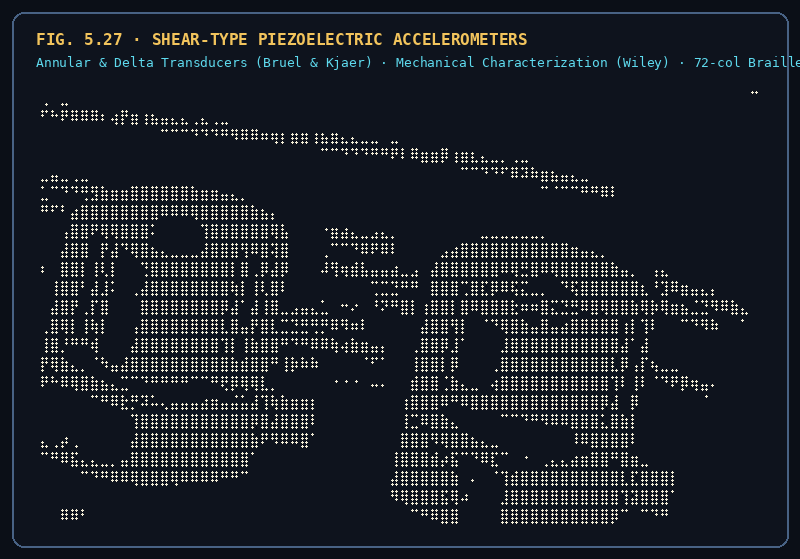 FIG. 5.27 · SHEAR-TYPE PIEZOELECTRIC ACCELEROMETERS
Annular & Delta Transducers (Bruel & Kjaer) · Mechanical Characterization (Wiley) · 72-col Braille